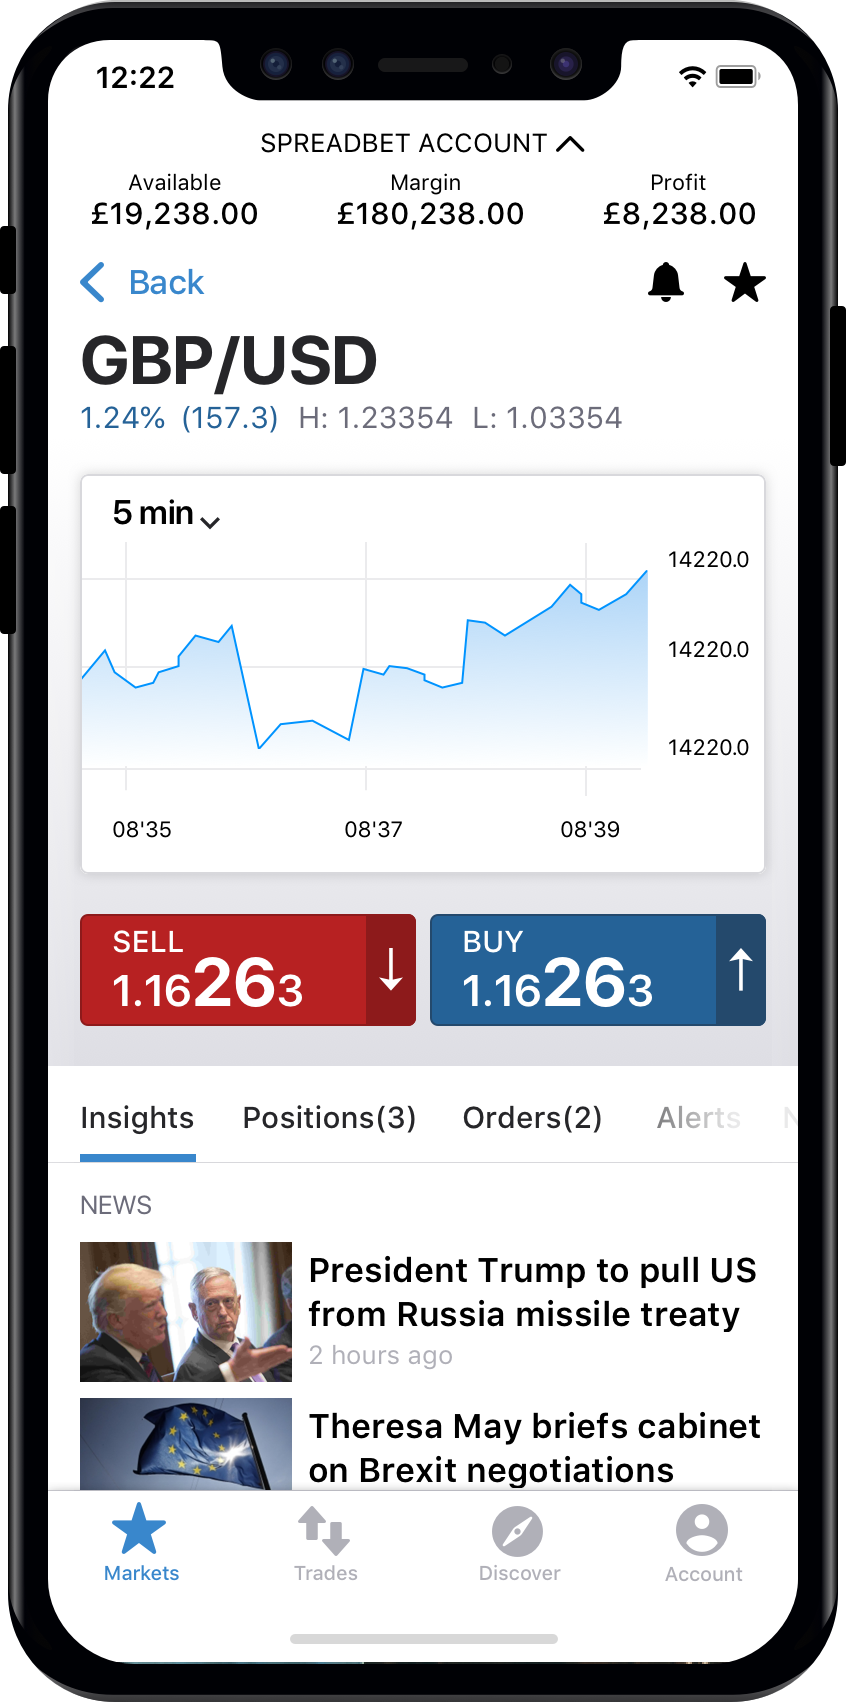 12:22
SPREADBET ACCOUNT
Available Margin Profit
£19,238.00 £180,238.00 £8,238.00
Back
GBP/USD
1.24% (157.3) H: 1.23354 L: 1.03354
5 min
14220.0
14220.0
14220.0
08'35 08'37 08'39
SELL BUY
1.16263 1.16263
Insights Positions(3) Orders(2) Alerts N
NEWS
President Trump to pull US
from Russia missile treaty
2 hours ago
Theresa May briefs cabinet
on Brexit negotiations
Markets Trades Discover Account